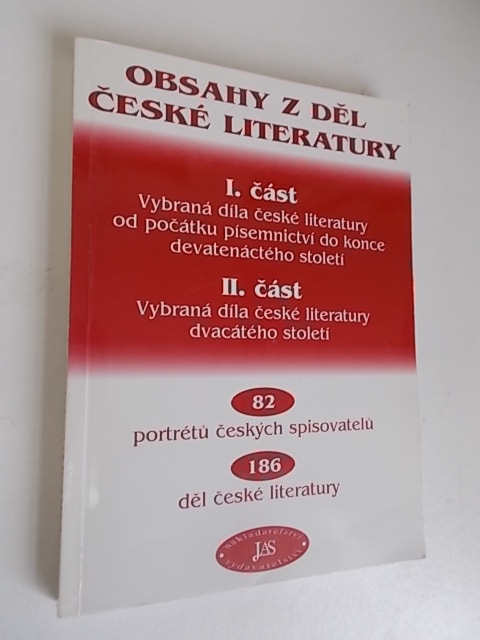 OBSAHY Z DĚL
ČESKÉ LITERATURY
I. část
Vybraná díla české literatury
od počátku písemnictví do konce
devatenáctého století
II. část
Vybraná díla české literatury
dvacátého století
82
portrétů českých spisovatelů
186
děl české literatury
nakladatelství
JAS
vydavatelství